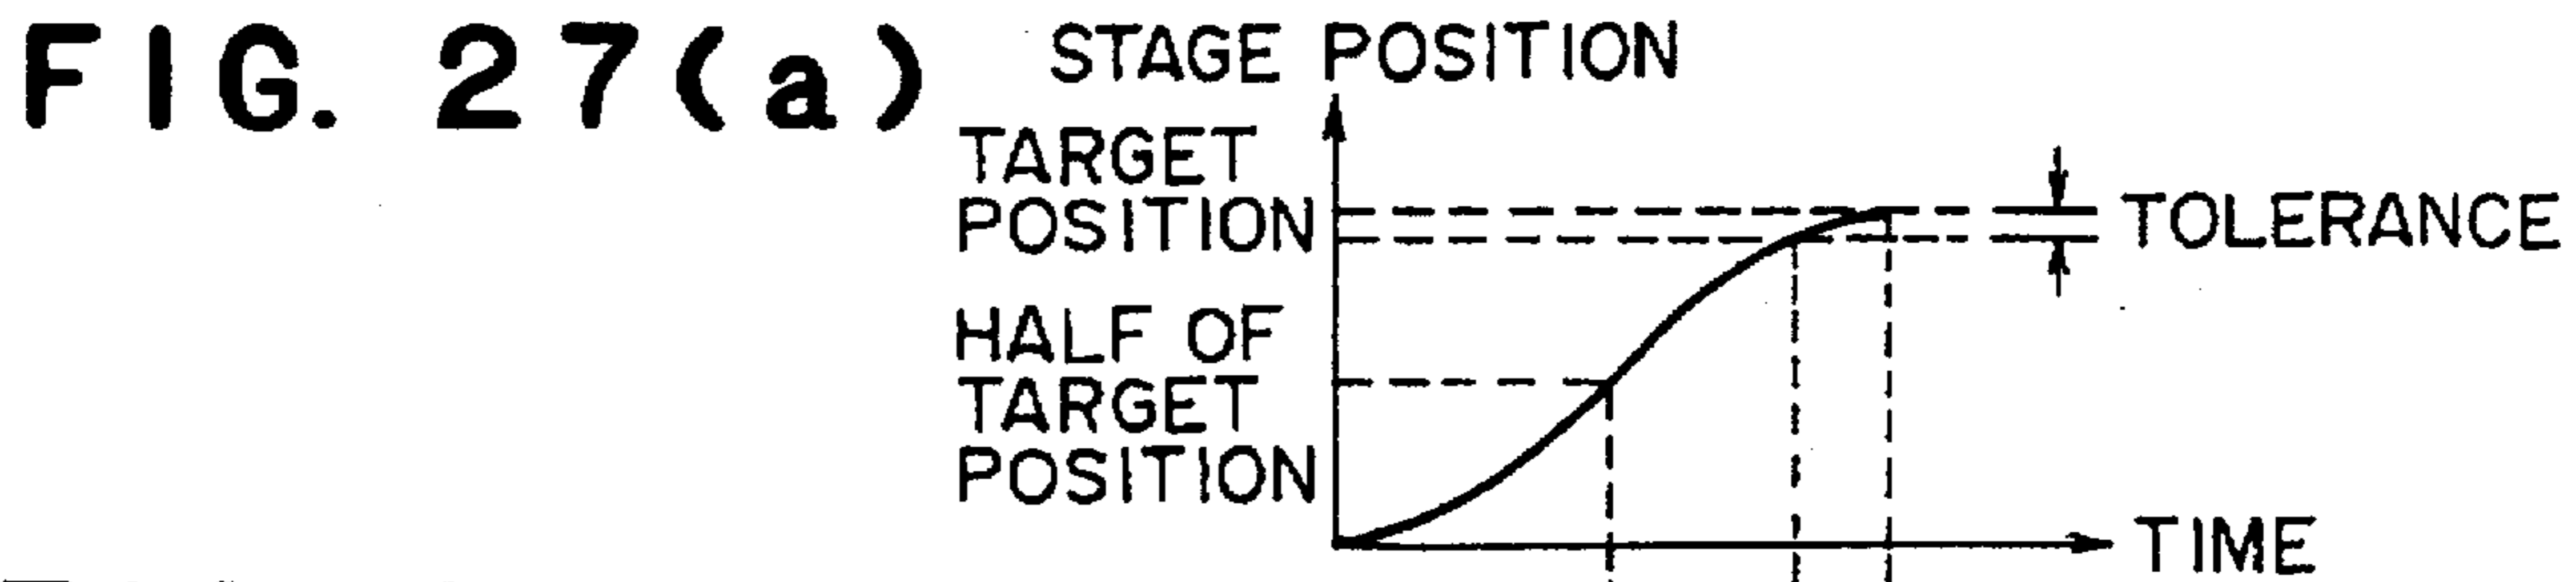 FIG. 27(a)
STAGE POSITION
TARGET
POSITION
TOLERANCE
HALF OF
TARGET
POSITION
TIME